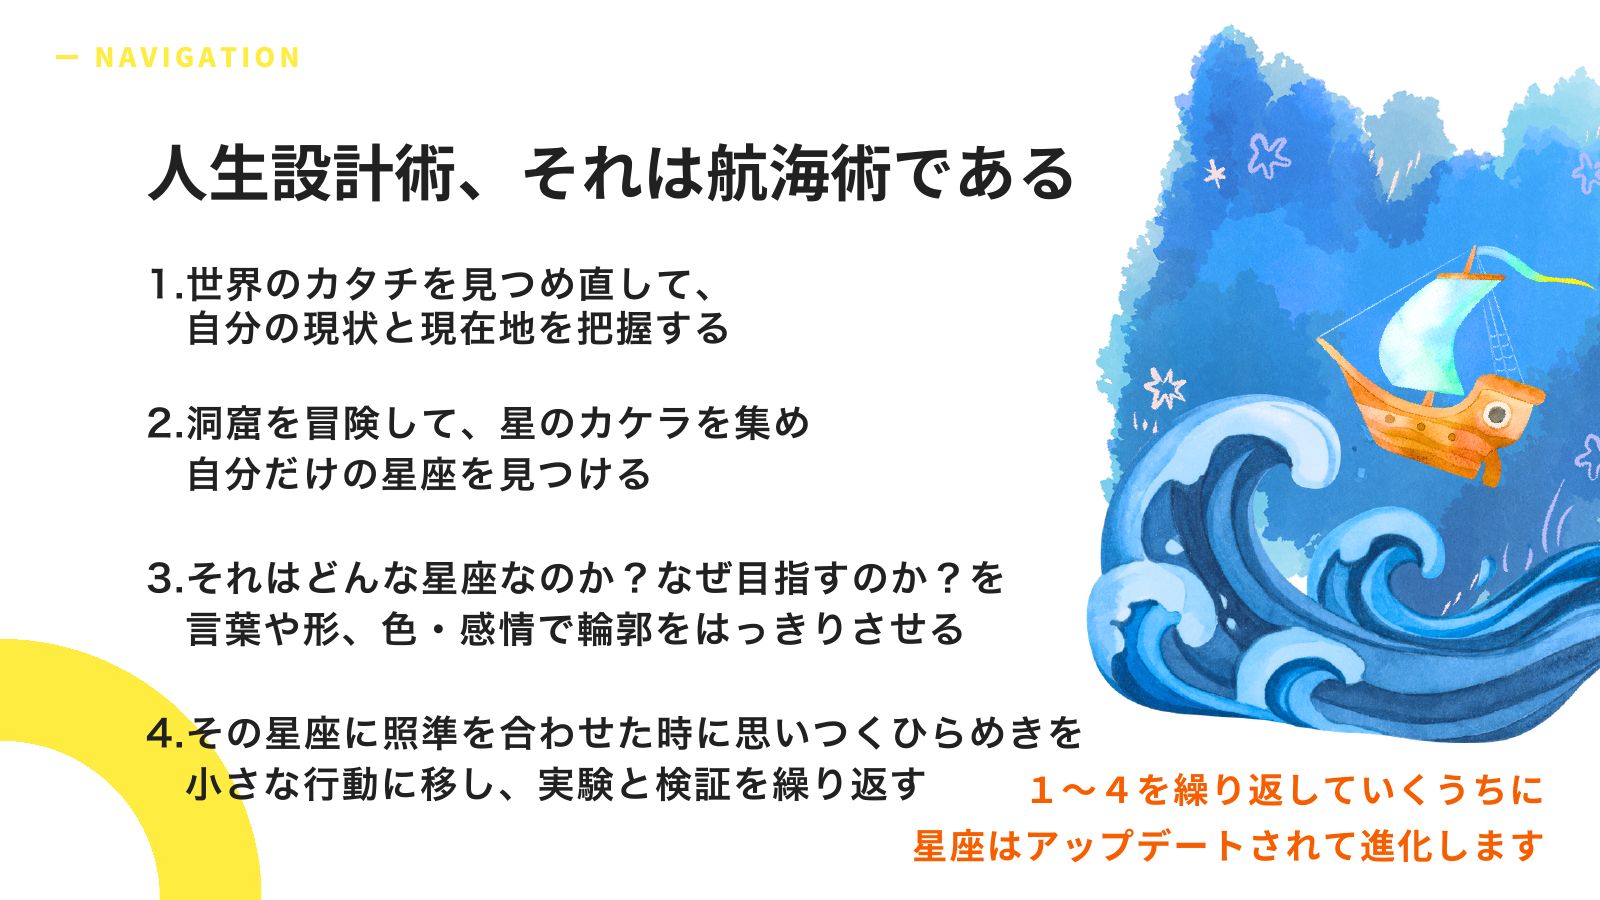 — NAVIGATION
人生設計術、それは航海術である
1.世界のカタチを見つめ直して、
自分の現状と現在地を把握する
2.洞窟を冒険して、星のカケラを集め
自分だけの星座を見つける
3.それはどんな星座なのか？なぜ目指すのか？を
言葉や形、色・感情で輪郭をはっきりさせる
4.その星座に照準を合わせた時に思いつくひらめきを
小さな行動に移し、実験と検証を繰り返す
１〜４を繰り返していくうちに
星座はアップデートされて進化します